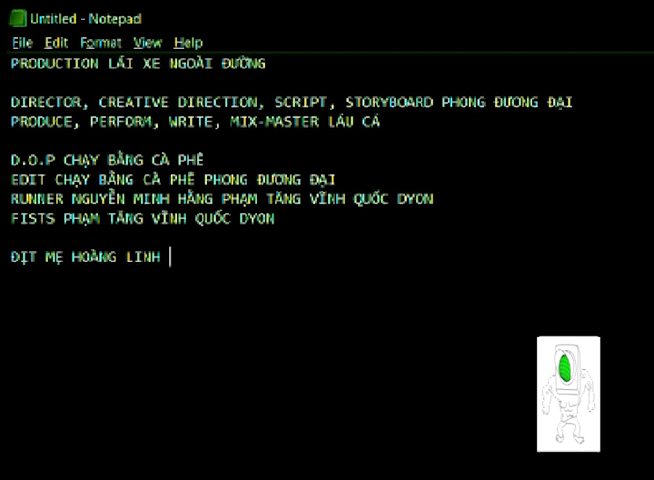 Untitled - Notepad
File Edit Format View Help
PRODUCTION LÁI XE NGOÀI ĐƯỜNG
DIRECTOR, CREATIVE DIRECTION, SCRIPT, STORYBOARD PHONG ĐƯƠNG ĐẠI
PRODUCE, PERFORM, WRITE, MIX-MASTER LÁU CÁ
D.O.P CHẠY BẰNG CÀ PHÊ
EDIT CHẠY BẰNG CÀ PHÊ PHONG ĐƯƠNG ĐẠI
RUNNER NGUYỄN MINH HẰNG PHẠM TĂNG VĨNH QUỐC DYON
FISTS PHẠM TĂNG VĨNH QUỐC DYON
ĐỊT MẸ HOÀNG LINH